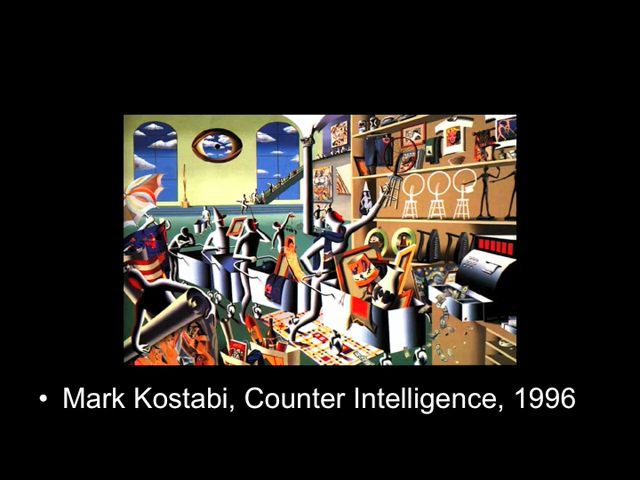 • Mark Kostabi, Counter Intelligence, 1996